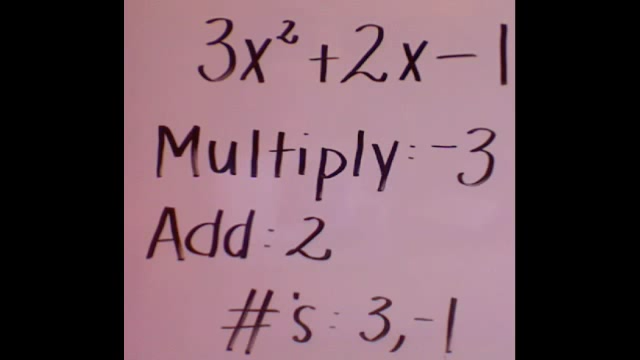 3x² + 2x - 1
Multiply: -3
Add: 2
#'s: 3, -1